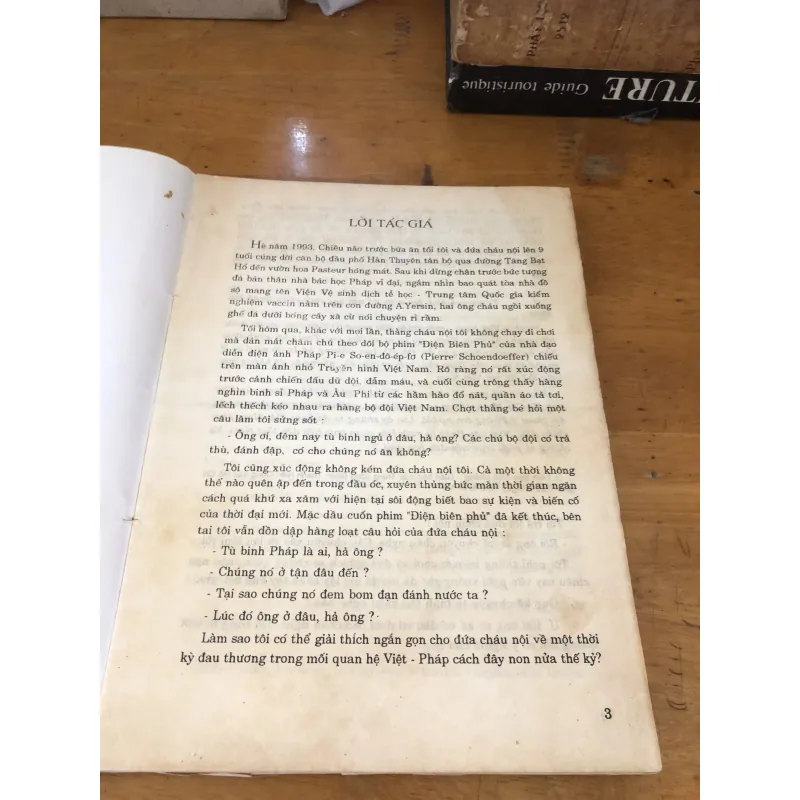 PHÁT
9512
TURE Guide touristique
LỜI TÁC GIẢ
Hè năm 1993. Chiều nào trước bữa ăn tối tôi và đứa cháu nội lên 9
tuổi cũng dời căn hộ đầu phố Hàn Thuyên tản bộ qua đường Tăng Bạt
Hổ đến vườn hoa Pasteur hóng mát. Sau khi dừng chân trước bức tượng
đá bán thân nhà bác học Pháp vĩ đại, ngắm nhìn bao quát tòa nhà đồ
sộ mang tên Viện Vệ sinh dịch tễ học - Trung tâm Quốc gia kiểm
nghiệm vaccin nằm trên con đường A.Yersin, hai ông cháu ngồi xuống
ghế đá dưới bóng cây xà cừ nói chuyện rỉ rầm.
Tối hôm qua, khác với mọi lần, thằng cháu nội tôi không chạy đi chơi
mà dán mắt chăm chú theo dõi bộ phim "Điện Biên Phủ" của nhà đạo
diễn điện ảnh Pháp Pi-e So-en-đô-ép-fơ (Pierre Schoendoeffer) chiếu
trên màn ảnh nhỏ Truyền hình Việt Nam. Rõ ràng nó rất xúc động
trước cảnh chiến đấu dữ dội, đẫm máu, và cuối cùng trông thấy hàng
nghìn binh sĩ Pháp và Âu Phi từ các hầm hào đổ nát, quần áo tả tơi,
lếch thếch kéo nhau ra hàng bộ đội Việt Nam. Chợt thằng bé hỏi một
câu làm tôi sửng sốt :
- Ông ơi, đêm nay tù binh ngủ ở đâu, hả ông? Các chú bộ đội có trả
thù, đánh đập, có cho chúng nó ăn không?
Tôi cũng xúc động không kém đứa cháu nội tôi. Cả một thời không
thể nào quên ập đến trong đầu óc, xuyên thủng bức màn thời gian ngăn
cách quá khứ xa xăm với hiện tại sôi động biết bao sự kiện và biến cố
của thời đại mới. Mặc dầu cuốn phim "Điện biên phủ" đã kết thúc, bên
tai tôi vẫn dồn dập hàng loạt câu hỏi của đứa cháu nội :
- Tù binh Pháp là ai, hả ông ?
- Chúng nó ở tận đâu đến ?
- Tại sao chúng nó đem bom đạn đánh nước ta ?
- Lúc đó ông ở đâu, hả ông ?
Làm sao tôi có thể giải thích ngắn gọn cho đứa cháu nội về một thời
kỳ đau thương trong mối quan hệ Việt - Pháp cách đây non nửa thế kỷ?
3